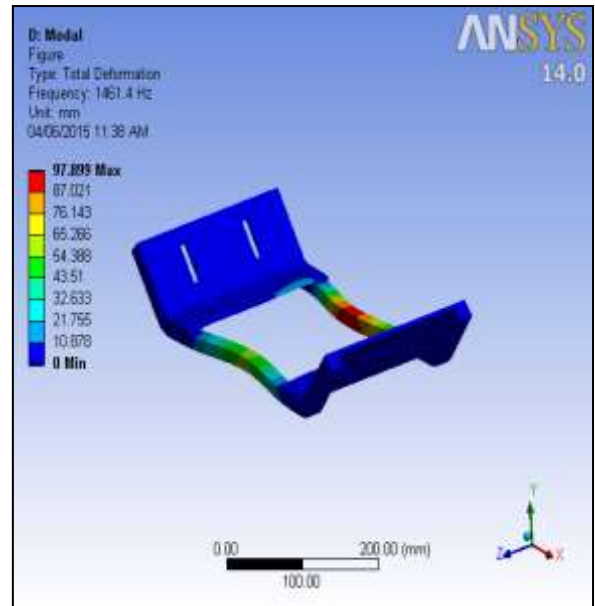 D: Modal
Figure
Type: Total Deformation
Frequency: 1461.4 Hz
Unit: mm
04/06/2015 11:38 AM
ANSYS
14.0
97.899 Max
87.021
76.143
65.266
54.388
43.51
32.633
21.755
10.878
0 Min
Y
Z
X
0.00 200.00 (mm)
100.00